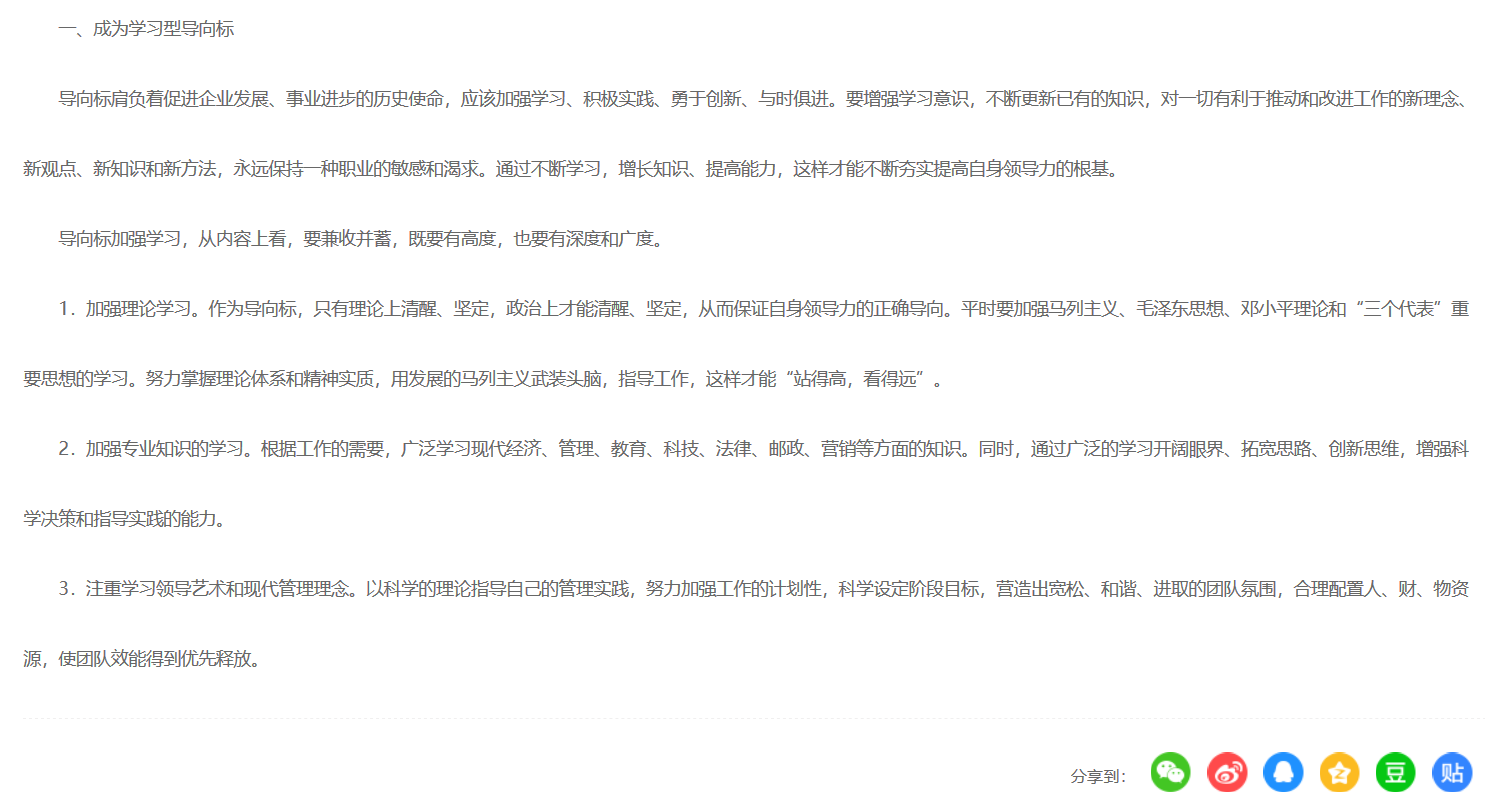 一、成为学习型导向标
导向标肩负着促进企业发展、事业进步的历史使命，应该加强学习、积极实践、勇于创新、与时俱进。要增强学习意识，不断更新已有的知识，对一切有利于推动和改进工作的新理念、
新观点、新知识和新方法，永远保持一种职业的敏感和渴求。通过不断学习，增长知识、提高能力，这样才能不断夯实提高自身领导力的根基。
导向标加强学习，从内容上看，要兼收并蓄，既要有高度，也要有深度和广度。
1．加强理论学习。作为导向标，只有理论上清醒、坚定，政治上才能清醒、坚定，从而保证自身领导力的正确导向。平时要加强马列主义、毛泽东思想、邓小平理论和“三个代表”重
要思想的学习。努力掌握理论体系和精神实质，用发展的马列主义武装头脑，指导工作，这样才能“站得高，看得远”。
2．加强专业知识的学习。根据工作的需要，广泛学习现代经济、管理、教育、科技、法律、邮政、营销等方面的知识。同时，通过广泛的学习开阔眼界、拓宽思路、创新思维，增强科
学决策和指导实践的能力。
3．注重学习领导艺术和现代管理理念。以科学的理论指导自己的管理实践，努力加强工作的计划性，科学设定阶段目标，营造出宽松、和谐、进取的团队氛围，合理配置人、财、物资
源，使团队效能得到优先释放。
分享到： 豆 贴